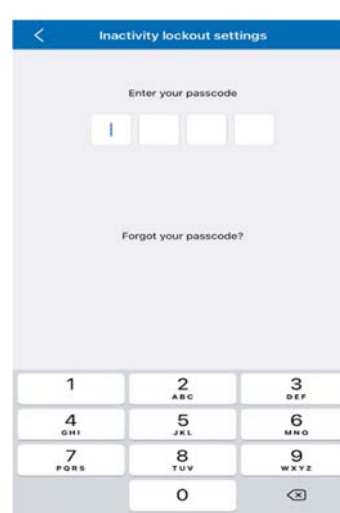 Inactivity lockout settings
Enter your passcode
Forgot your passcode?
1 2 3
ABC DEF
4 5 6
GHI JKL MNO
7 8 9
PQRS TUV WXYZ
0